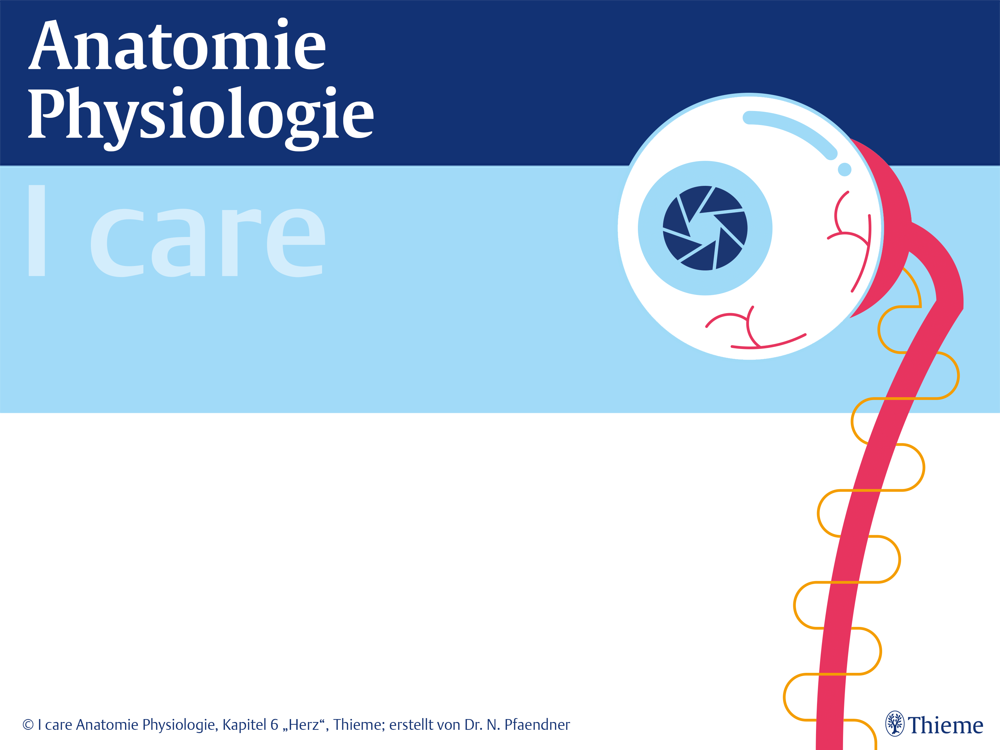 Anatomie
Physiologie
I care
© I care Anatomie Physiologie, Kapitel 6 „Herz“, Thieme; erstellt von Dr. N. Pfaendner
Thieme